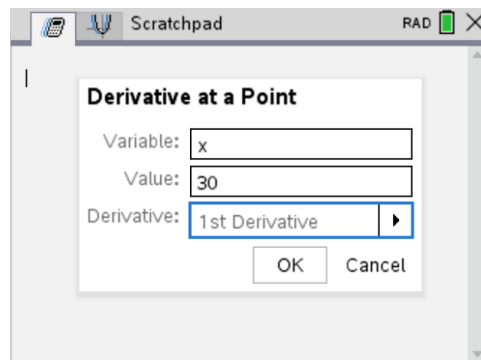 Scratchpad RAD
Derivative at a Point
Variable: x
Value: 30
Derivative: 1st Derivative
OK Cancel